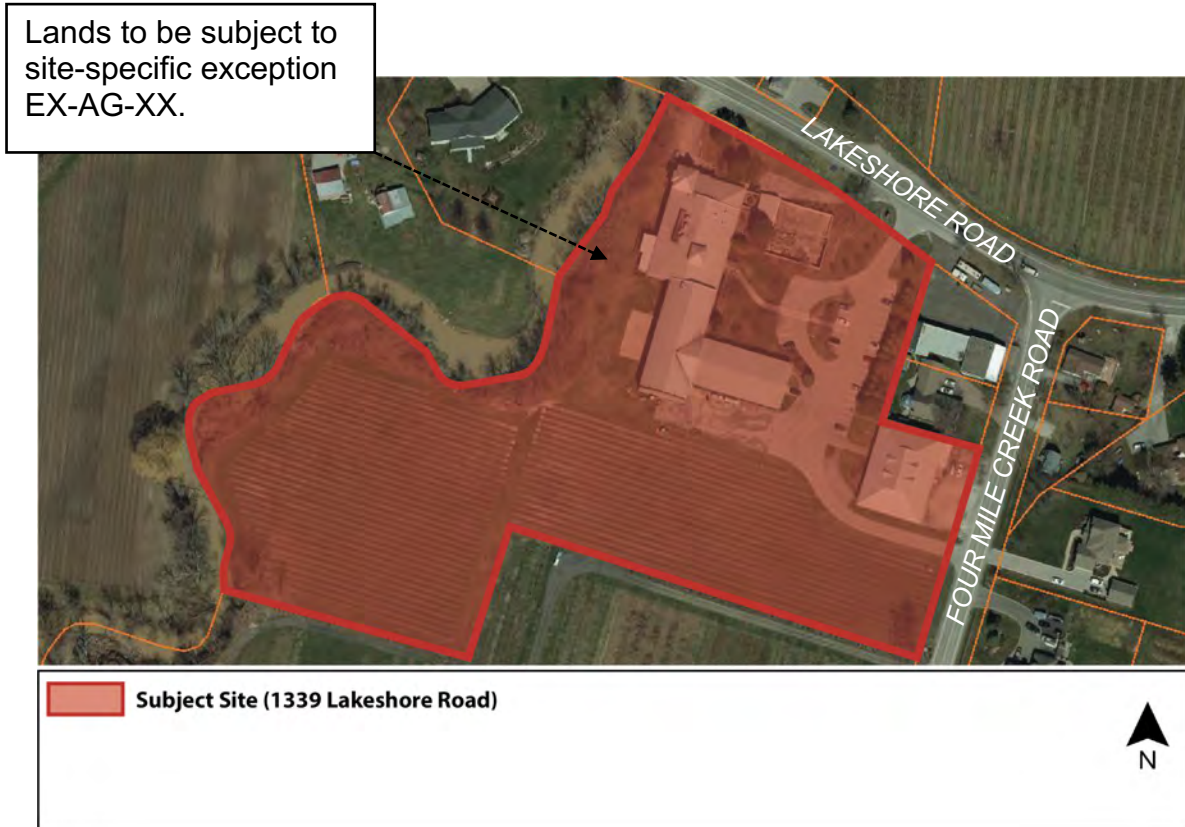 Lands to be subject to
site-specific exception
EX-AG-XX.
LAKESHORE ROAD
FOUR MILE CREEK ROAD
Subject Site (1339 Lakeshore Road)
N